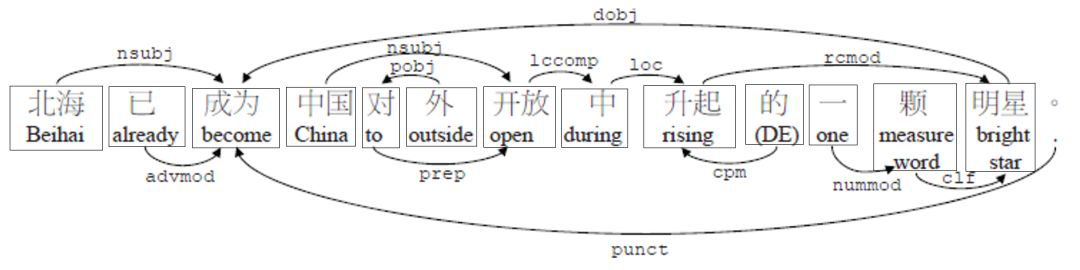 dobj
nsubj nsubj lccomp loc rcmod
pobj
北海 已 成为 中国 对 外 开放 中 升起 的 一 颗 明星 。
Beihai already become China to outside open during rising (DE) one measure bright .
word star
advmod prep cpm nummod clf
punct